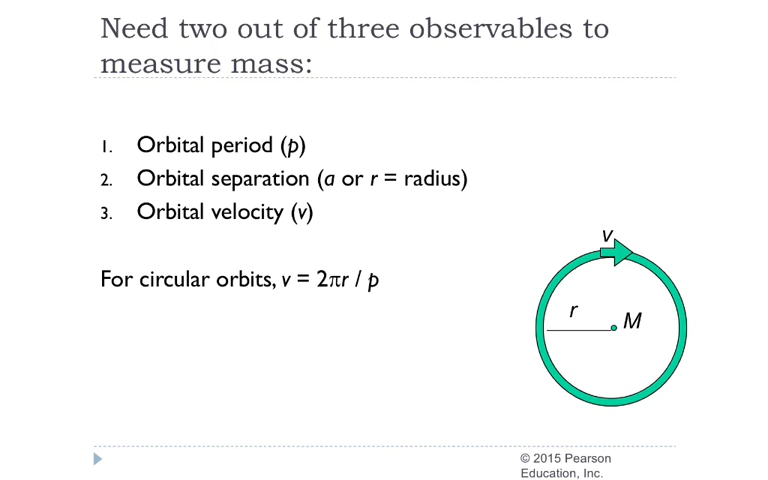 Need two out of three observables to
measure mass:
1. Orbital period (p)
2. Orbital separation (a or r = radius)
3. Orbital velocity (v)
For circular orbits, v = 2πr / p
v
r
M
© 2015 Pearson
Education, Inc.